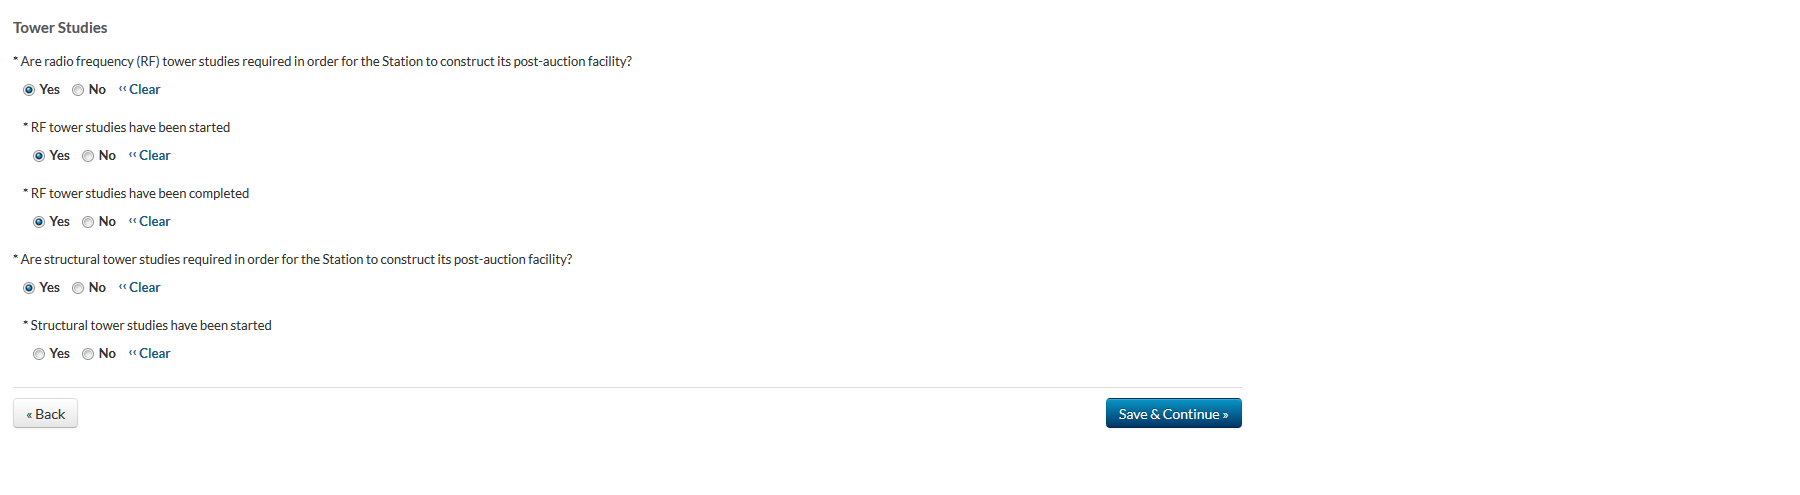 Tower Studies
* Are radio frequency (RF) tower studies required in order for the Station to construct its post-auction facility?
Yes No ‹‹ Clear
* RF tower studies have been started
Yes No ‹‹ Clear
* RF tower studies have been completed
Yes No ‹‹ Clear
* Are structural tower studies required in order for the Station to construct its post-auction facility?
Yes No ‹‹ Clear
* Structural tower studies have been started
Yes No ‹‹ Clear
« Back Save & Continue »